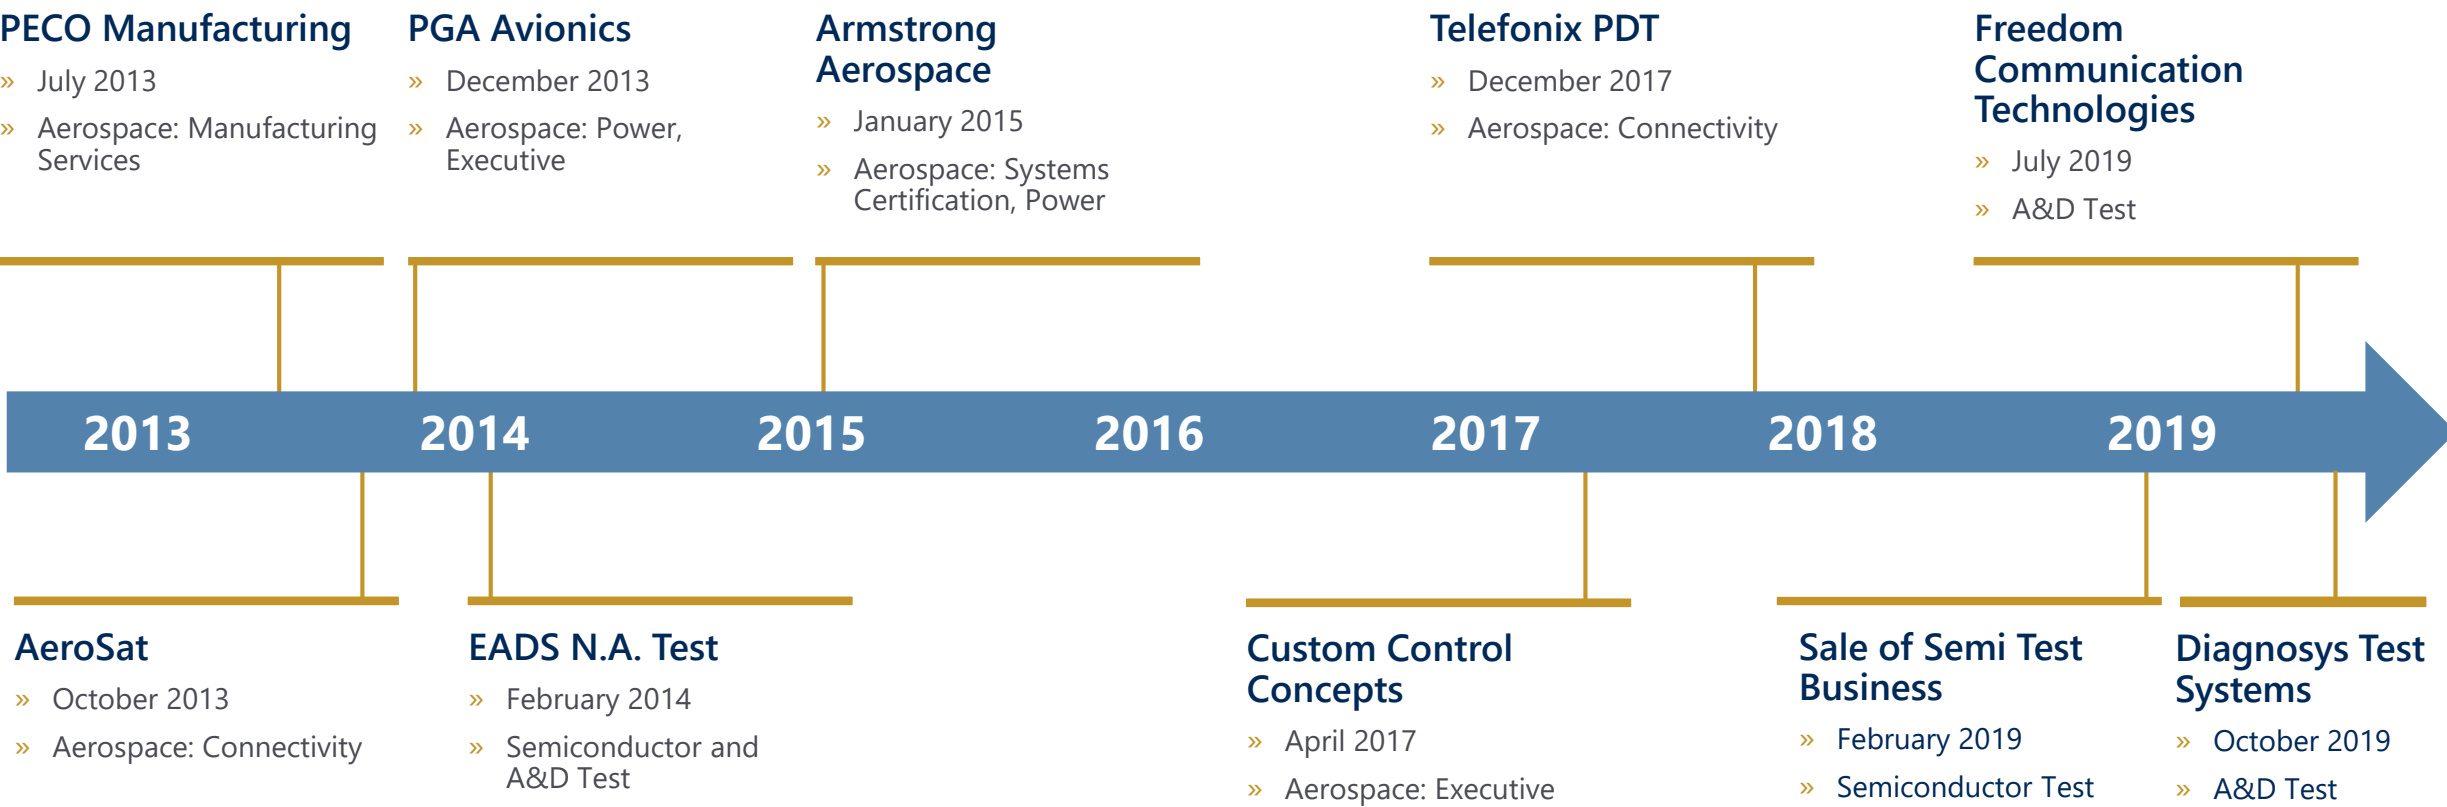 PECO Manufacturing
» July 2013
» Aerospace: Manufacturing
Services
PGA Avionics
» December 2013
» Aerospace: Power,
Executive
Armstrong
Aerospace
» January 2015
» Aerospace: Systems
Certification, Power
Telefonix PDT
» December 2017
» Aerospace: Connectivity
Freedom
Communication
Technologies
» July 2019
» A&D Test
2013 2014 2015 2016 2017 2018 2019
AeroSat
» October 2013
» Aerospace: Connectivity
EADS N.A. Test
» February 2014
» Semiconductor and
A&D Test
Custom Control
Concepts
» April 2017
» Aerospace: Executive
Sale of Semi Test
Business
» February 2019
» Semiconductor Test
Diagnosys Test
Systems
» October 2019
» A&D Test